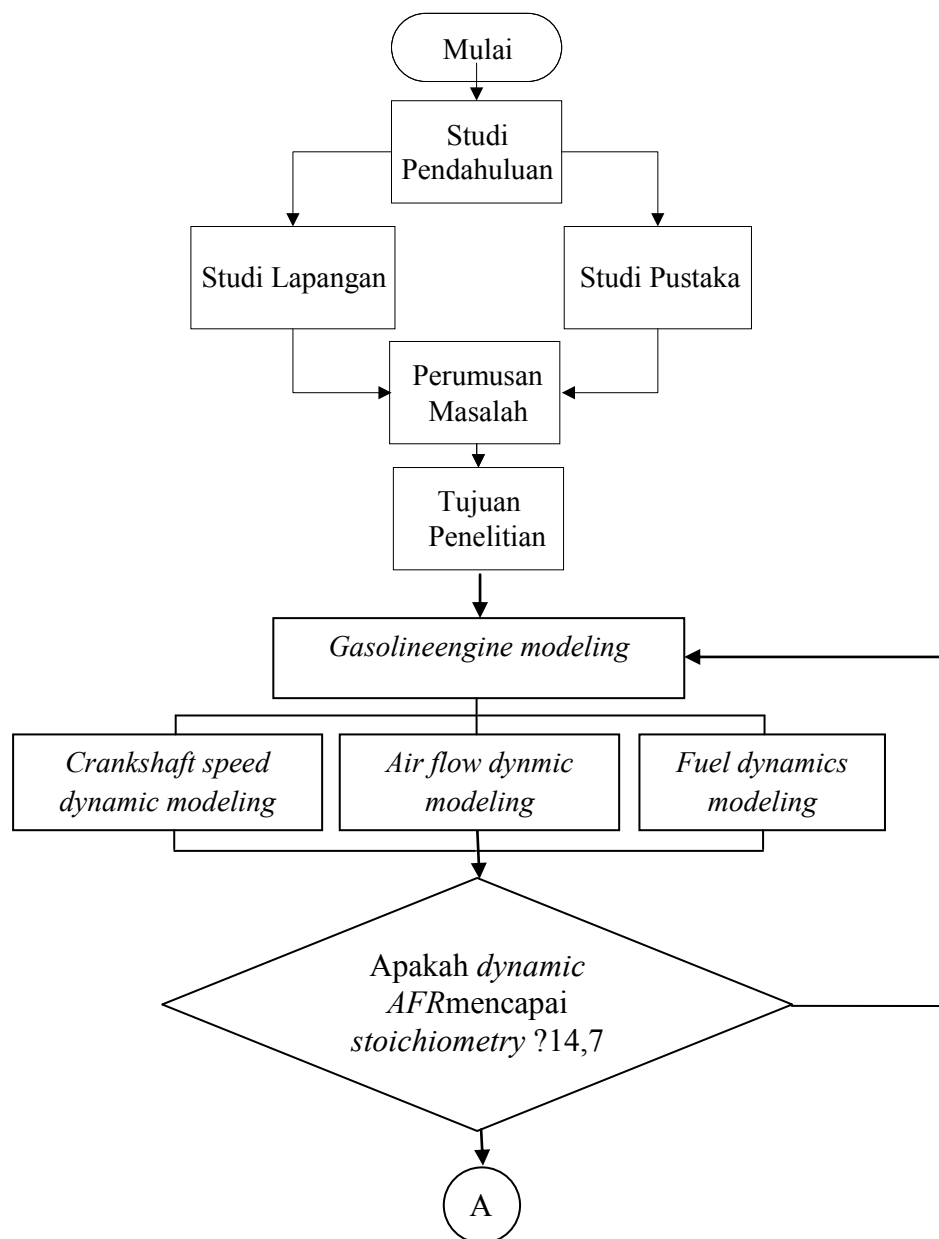 Mulai
Studi
Pendahuluan
Studi Lapangan
Studi Pustaka
Perumusan
Masalah
Tujuan
Penelitian
Gasolineengine modeling
Crankshaft speed
dynamic modeling
Air flow dynmic
modeling
Fuel dynamics
modeling
Apakah dynamic
AFRmencapai
stoichiometry ?14,7
A